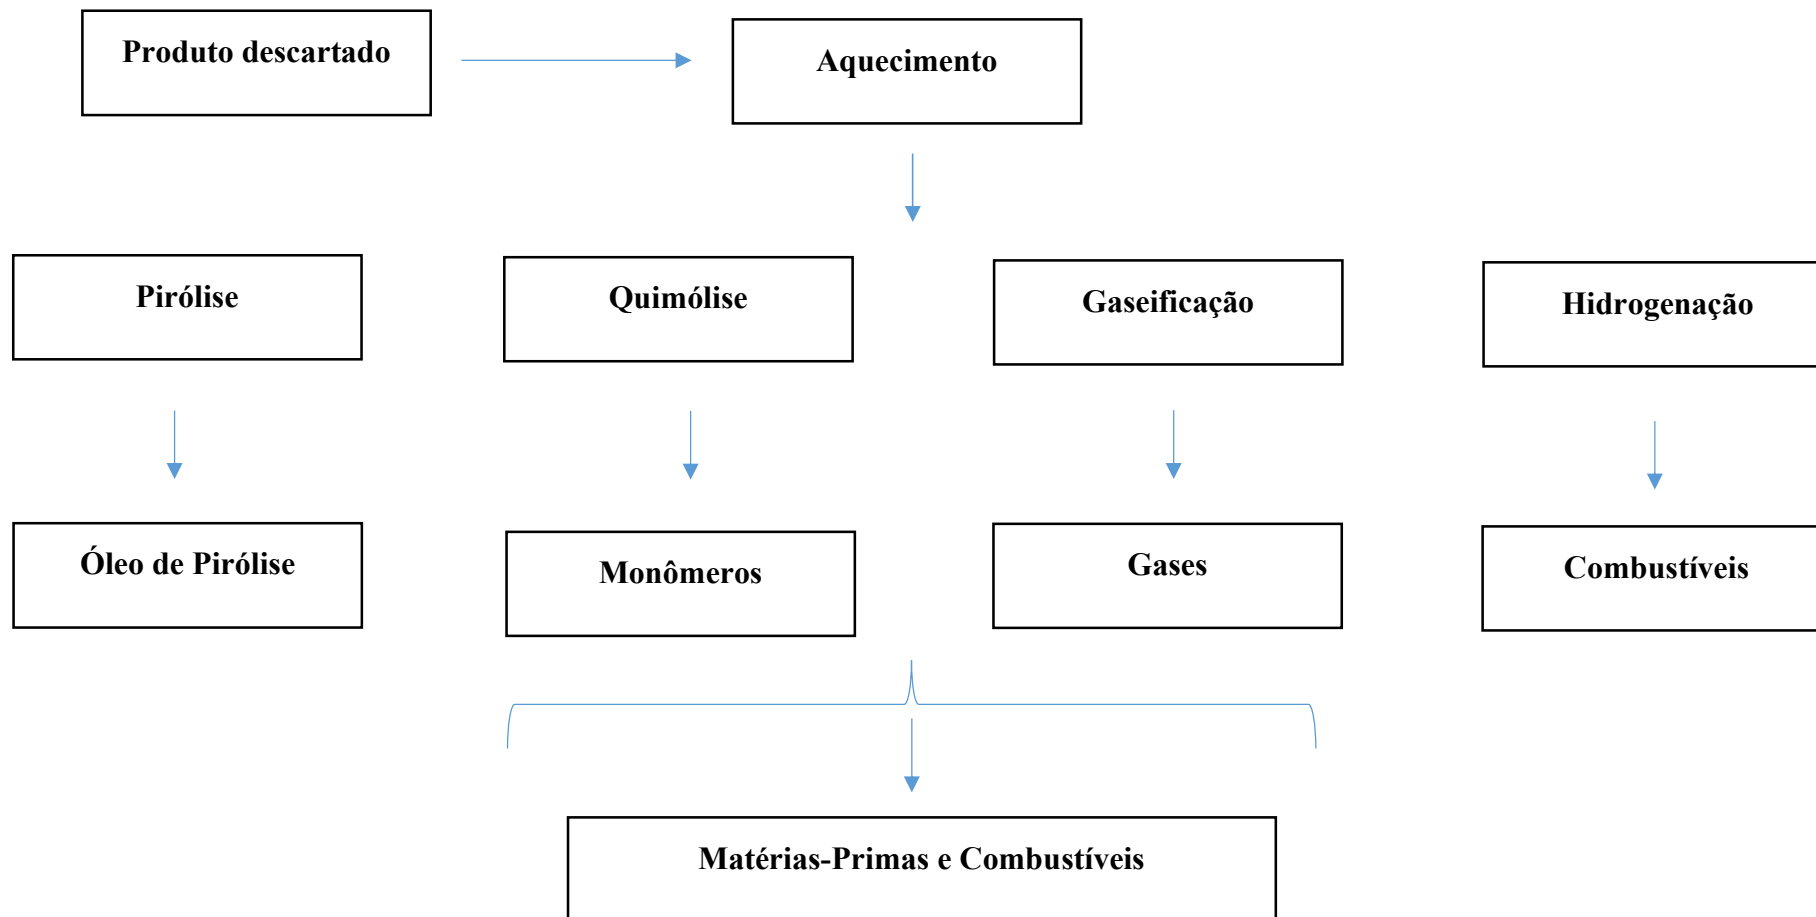 Produto descartado
Aquecimento
Pirólise
Quimólise
Gaseificação
Hidrogenação
Óleo de Pirólise
Monômeros
Gases
Combustíveis
Matérias-Primas e Combustíveis